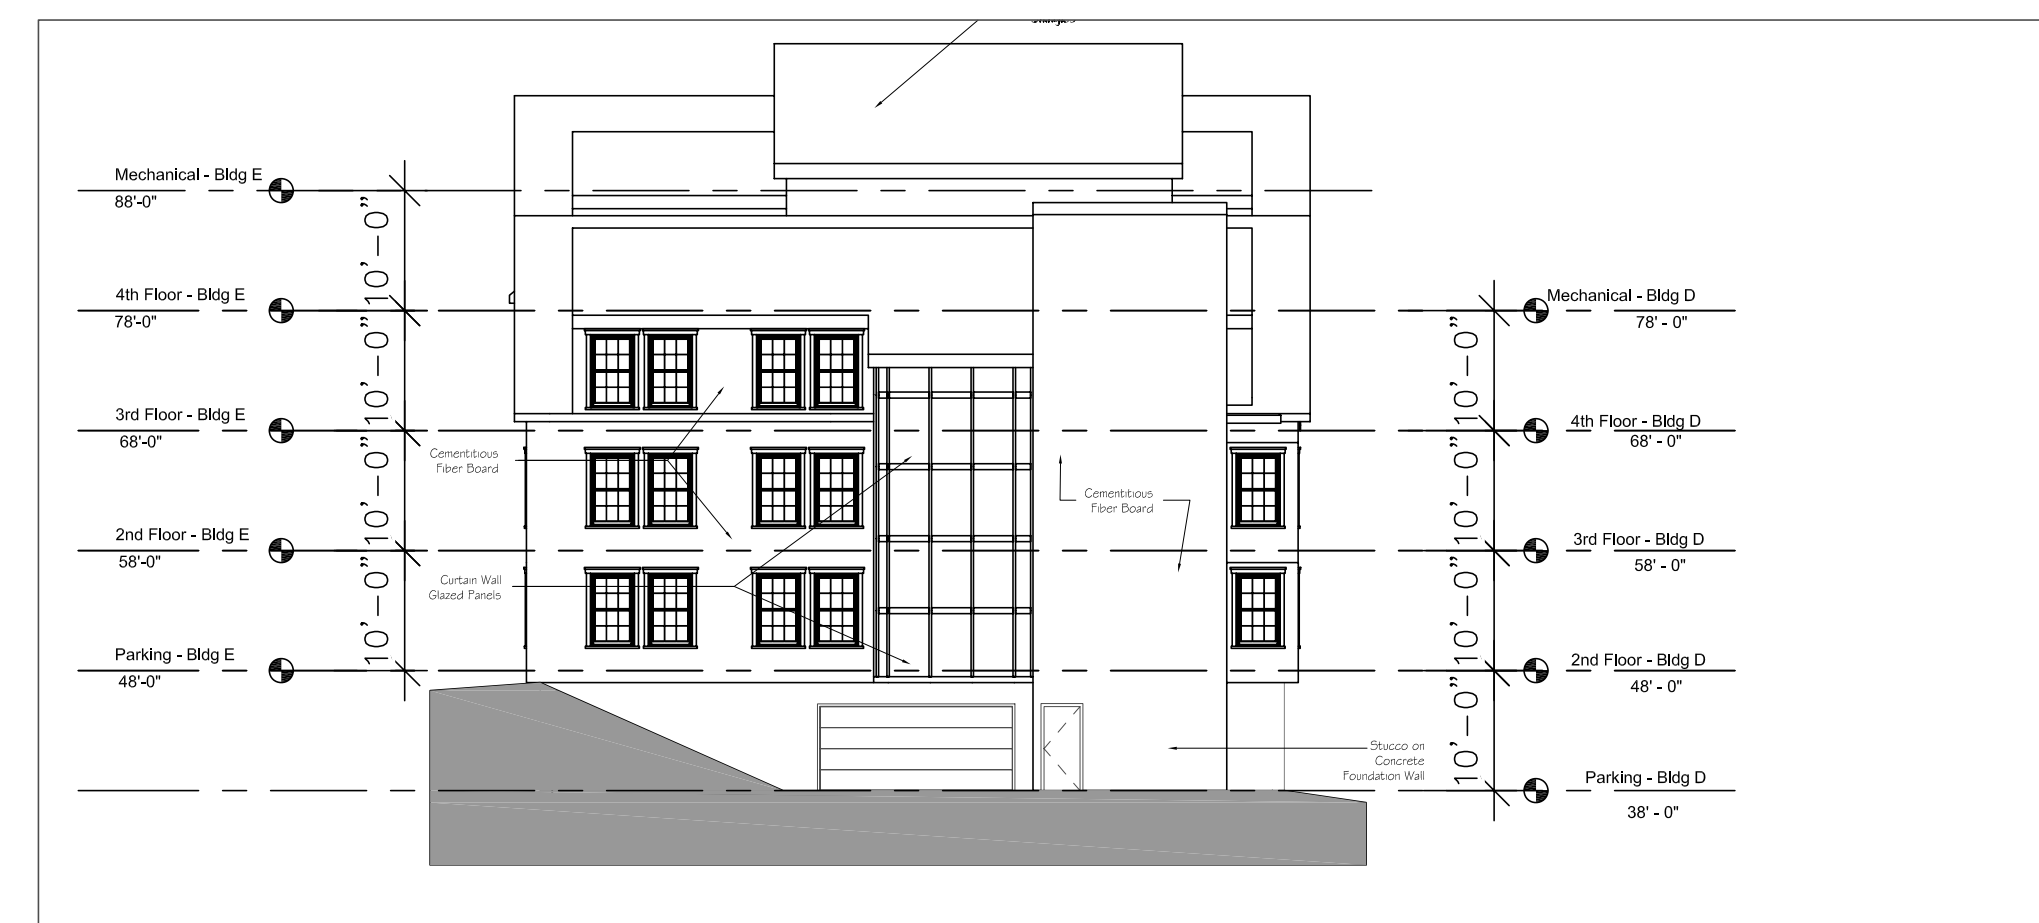 Mechanical - Bldg E
88'-0"
10'-0"
4th Floor - Bldg E
78'-0"
10'-0"
3rd Floor - Bldg E
68'-0"
10'-0"
2nd Floor - Bldg E
58'-0"
10'-0"
Parking - Bldg E
48'-0"
Cementitious
Fiber Board
Curtain Wall
Glazed Panels
Cementitious
Fiber Board
Stucco on
Concrete
Foundation Wall
Mechanical - Bldg D
78' - 0"
10'-0"
4th Floor - Bldg D
68' - 0"
10'-0"
3rd Floor - Bldg D
58' - 0"
10'-0"
2nd Floor - Bldg D
48' - 0"
10'-0"
Parking - Bldg D
38' - 0"